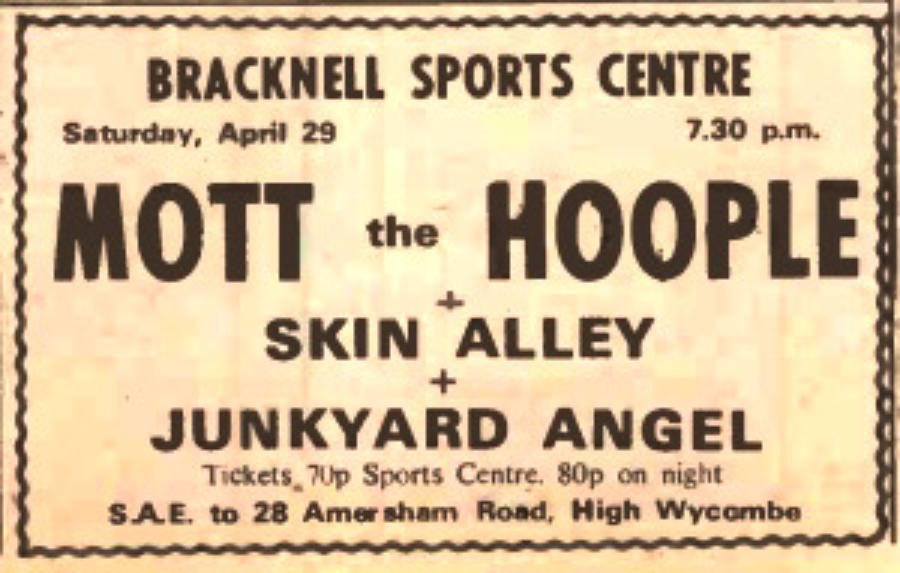 BRACKNELL SPORTS CENTRE
Saturday, April 29 7.30 p.m.
MOTT the HOOPLE
+
SKIN ALLEY
+
JUNKYARD ANGEL
Tickets 70p Sports Centre. 80p on night
S.A.E. to 28 Amersham Road, High Wycombe